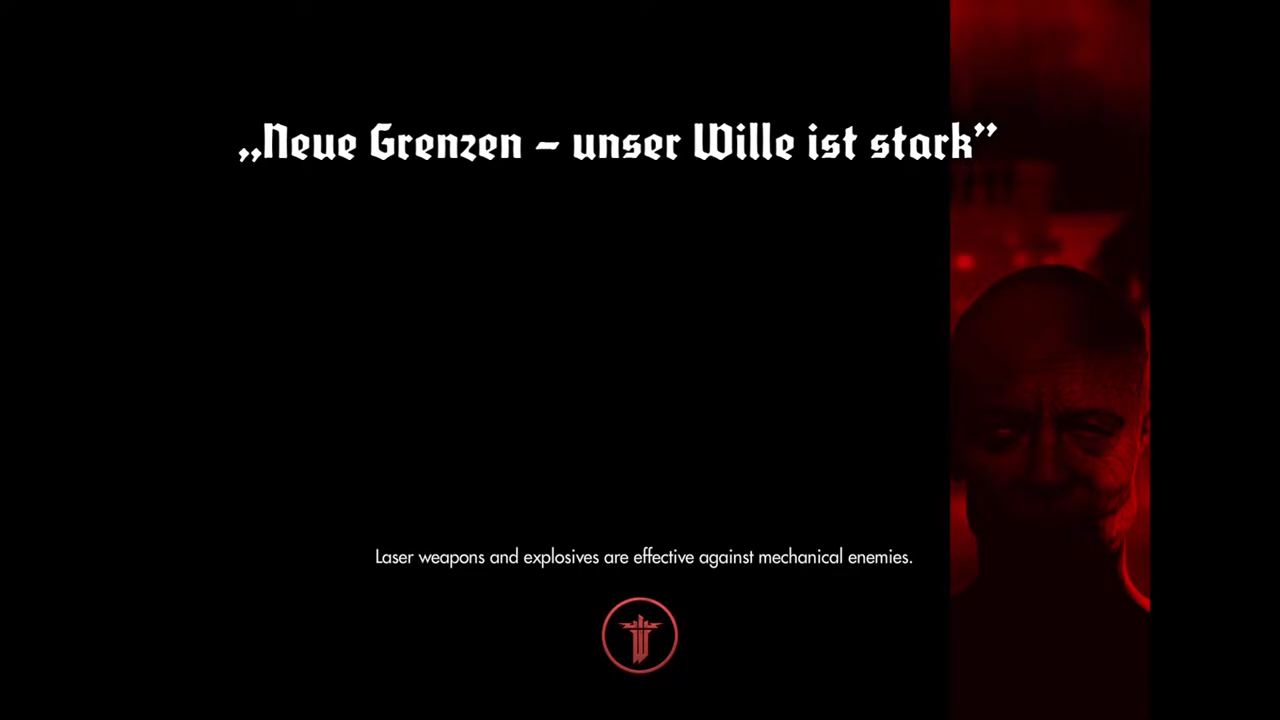 „Neue Grenzen – unser Wille ist stark”
Laser weapons and explosives are effective against mechanical enemies.